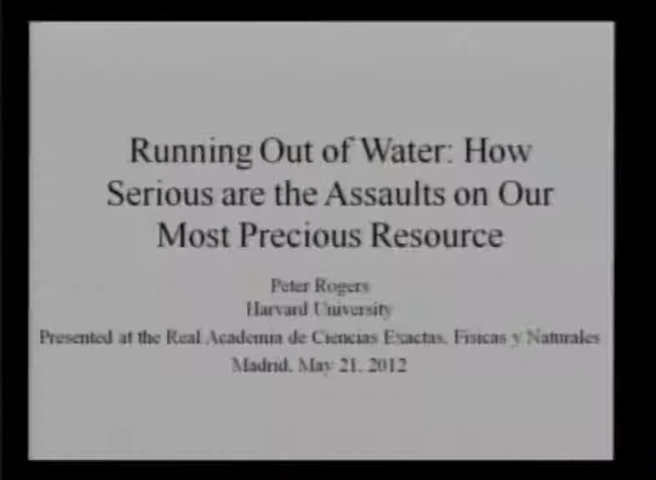 Running Out of Water: How
Serious are the Assaults on Our
Most Precious Resource
Peter Rogers
Harvard University
Presented at the Real Academia de Ciencias Exactas, Fisicas y Naturales
Madrid, May 21, 2012